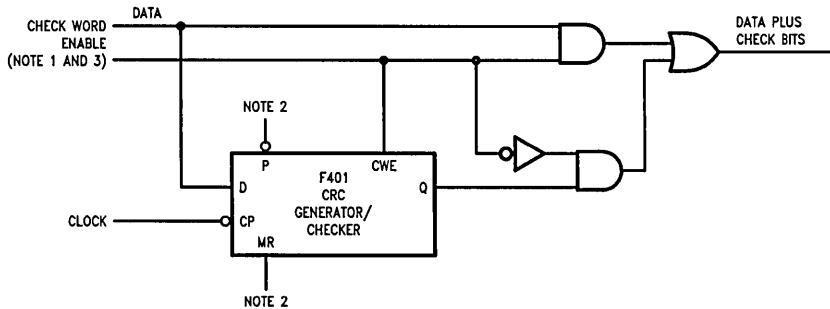 DATA
CHECK WORD
ENABLE
(NOTE 1 AND 3)
DATA PLUS
CHECK BITS
NOTE 2
P
CWE
F401
CRC
GENERATOR/
CHECKER
D
Q
CLOCK
CP
MR
NOTE 2